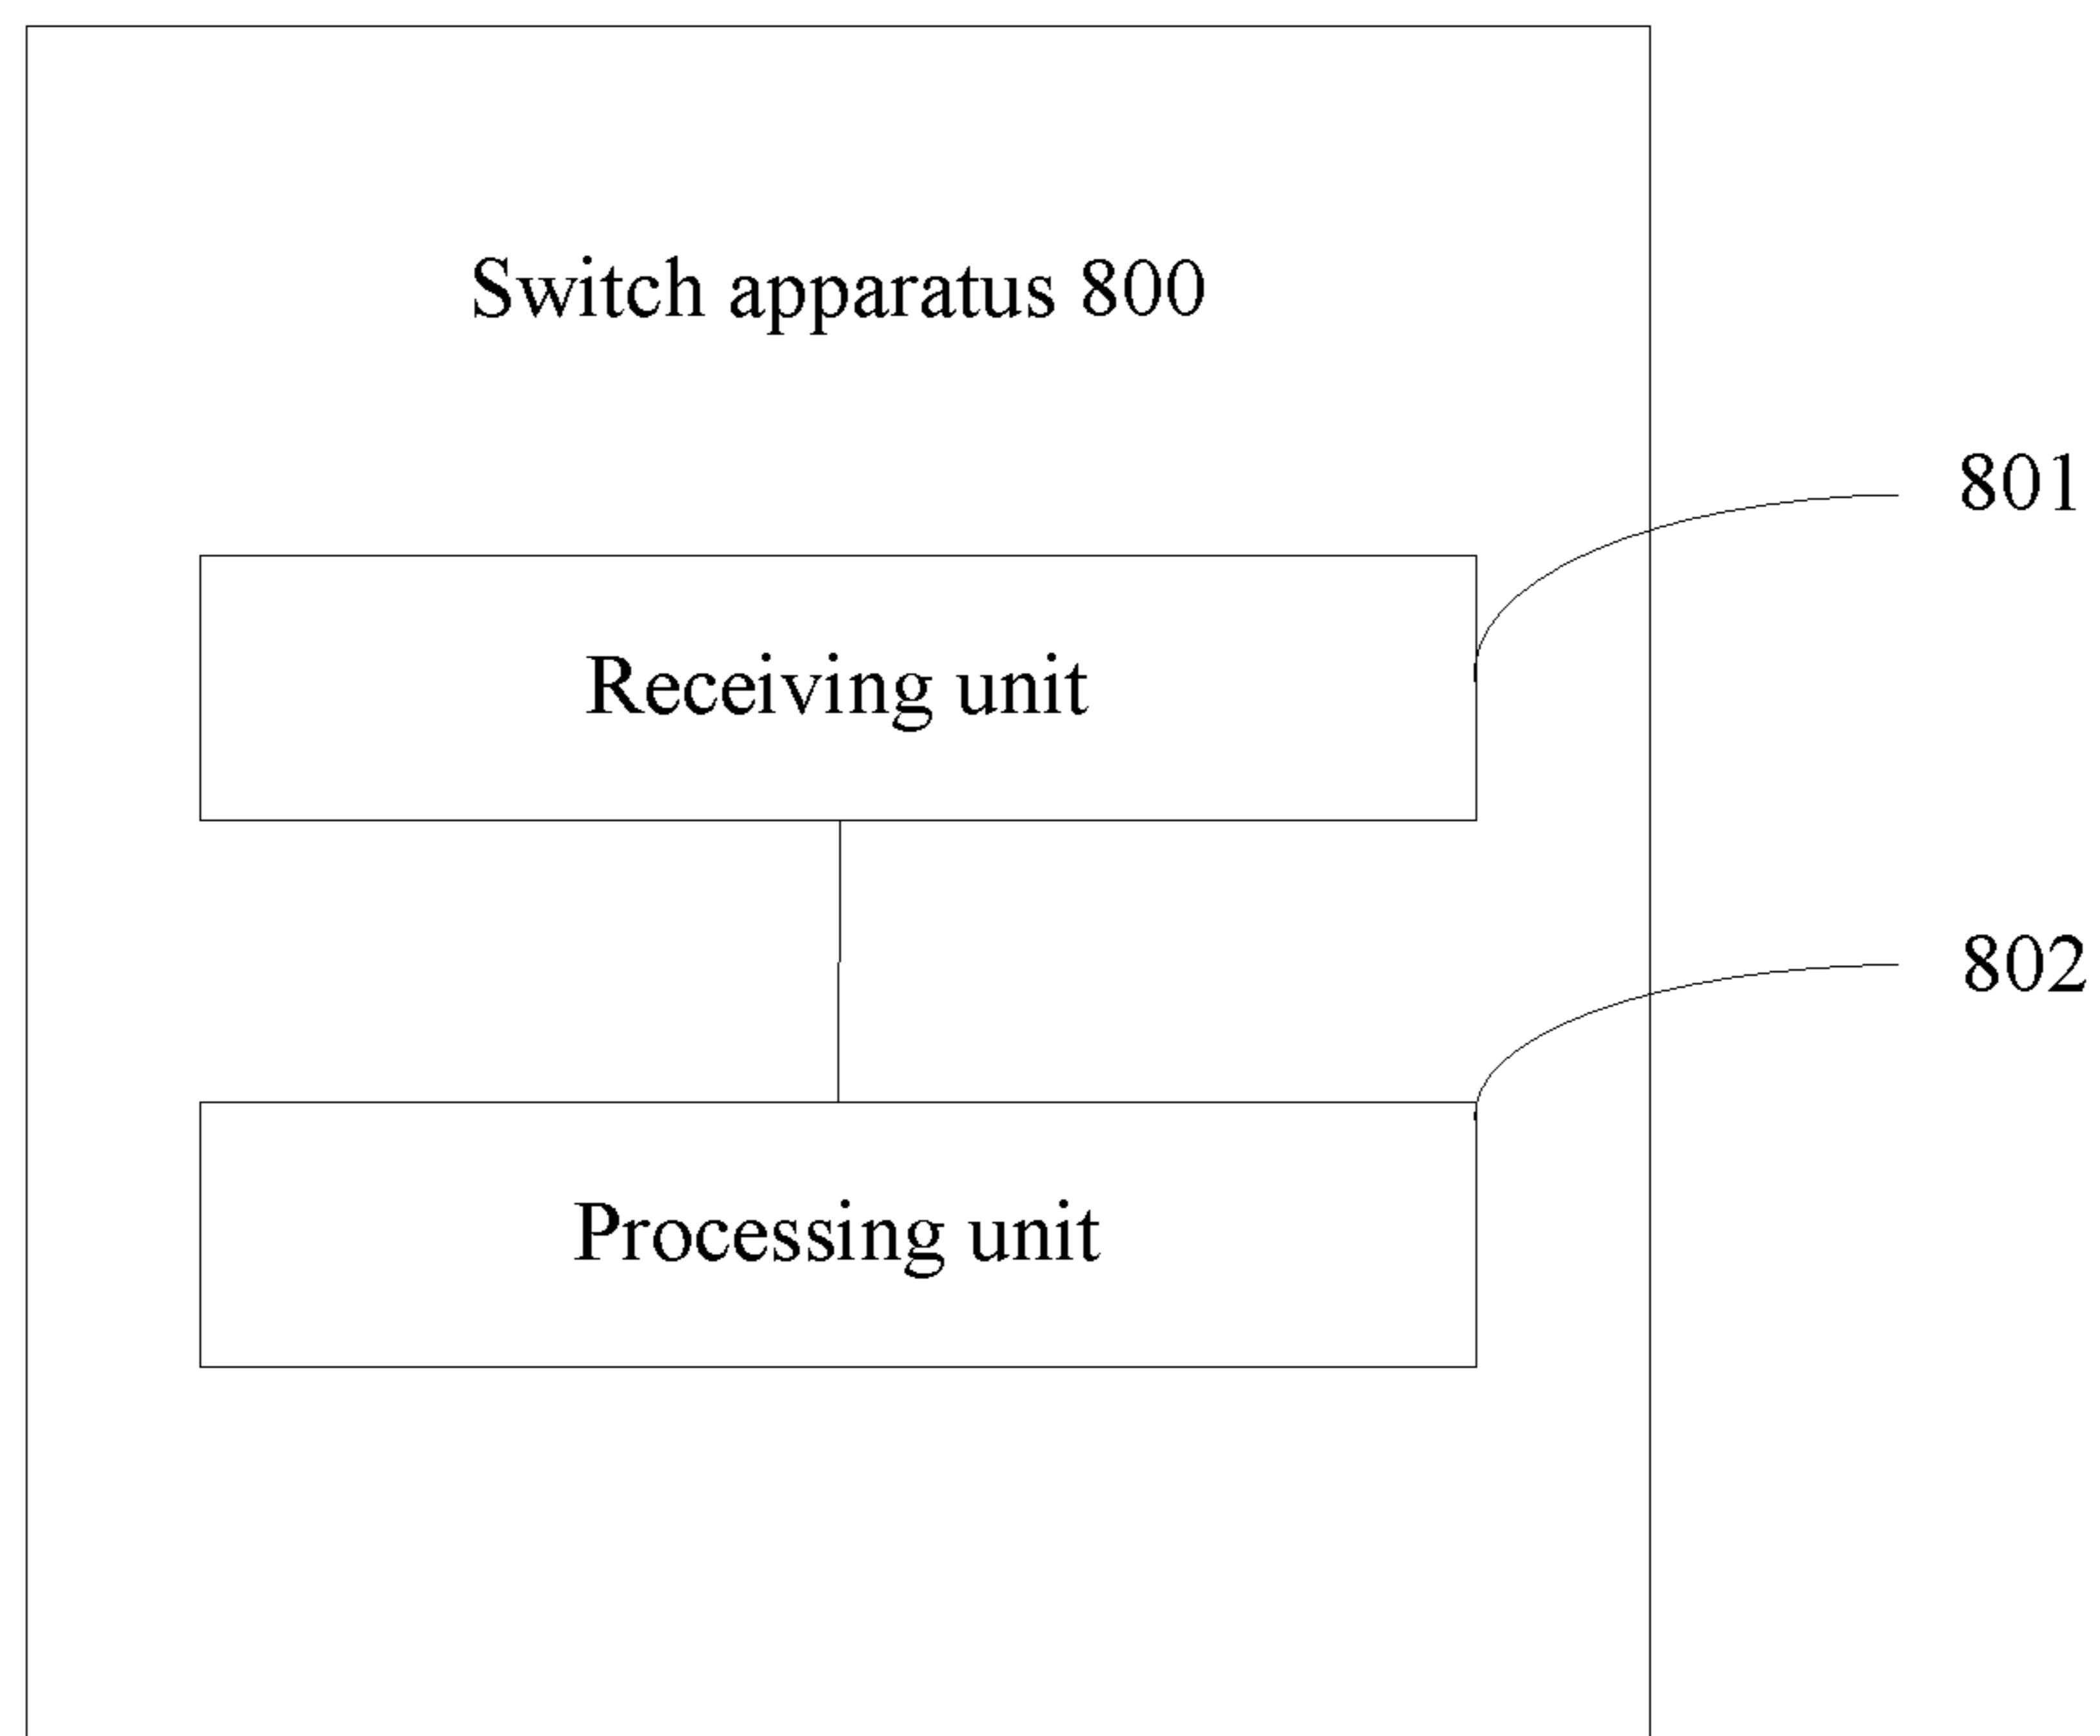 Switch apparatus 800
801
Receiving unit
802
Processing unit